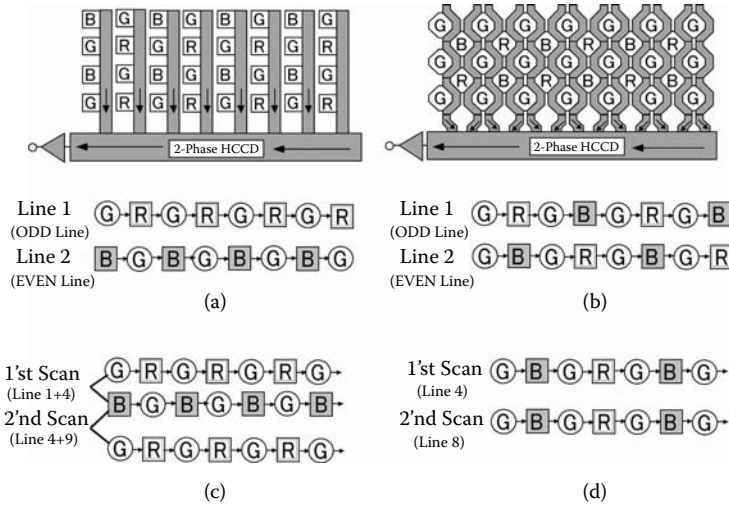 B G B G B G B G
G R G R G R G R
B G B G B G B G
G R G R G R G R
2-Phase HCCD
Line 1 G R G R G R G R
(ODD Line)
Line 2 B G B G B G B G
(EVEN Line)
(a)
G G G G G G G
B R B R B R
G G G G G G G
R B R B R B
G G G G G G G
2-Phase HCCD
Line 1 G R G B G R G B
(ODD Line)
Line 2 G B G R G B G R
(EVEN Line)
(b)
1'st Scan G R G R G R G
(Line 1+4)
B G B G B G B
2'nd Scan
(Line 4+9)
G R G R G R G
(c)
1'st Scan G B G R G B G
(Line 4)
2'nd Scan G B G R G B G
(Line 8)
(d)